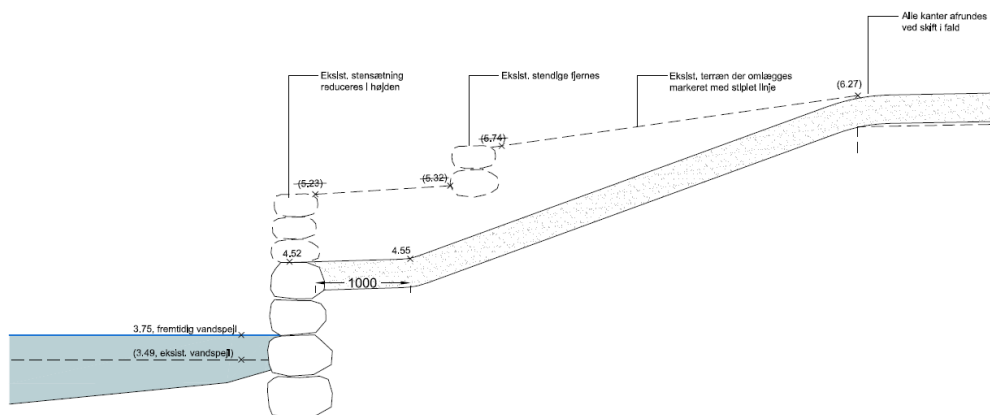 Alle kanter afrundes
ved skift i fald
Eksist. stensætning
reduceres i højden
Eksist. stendige fjernes
Eksist. terræn der omlægges
markeret med stiplet linje
(6.27)
(5.74)
(5.23)
(5.32)
4.52
4.55
1000
3.75, fremtidig vandspejl
(3.49, eksist. vandspejl)